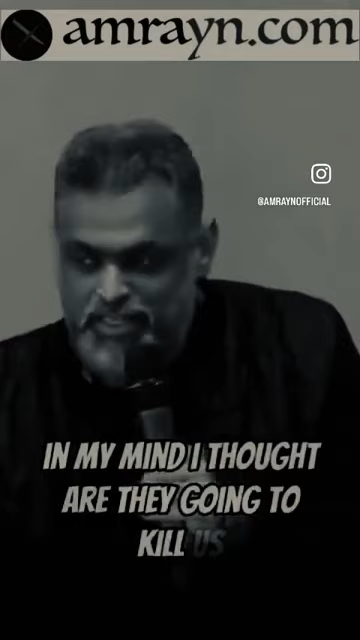 amrayn.com
@AMRAYNOFFICIAL
IN MY MIND I THOUGHT
ARE THEY GOING TO
KILL US